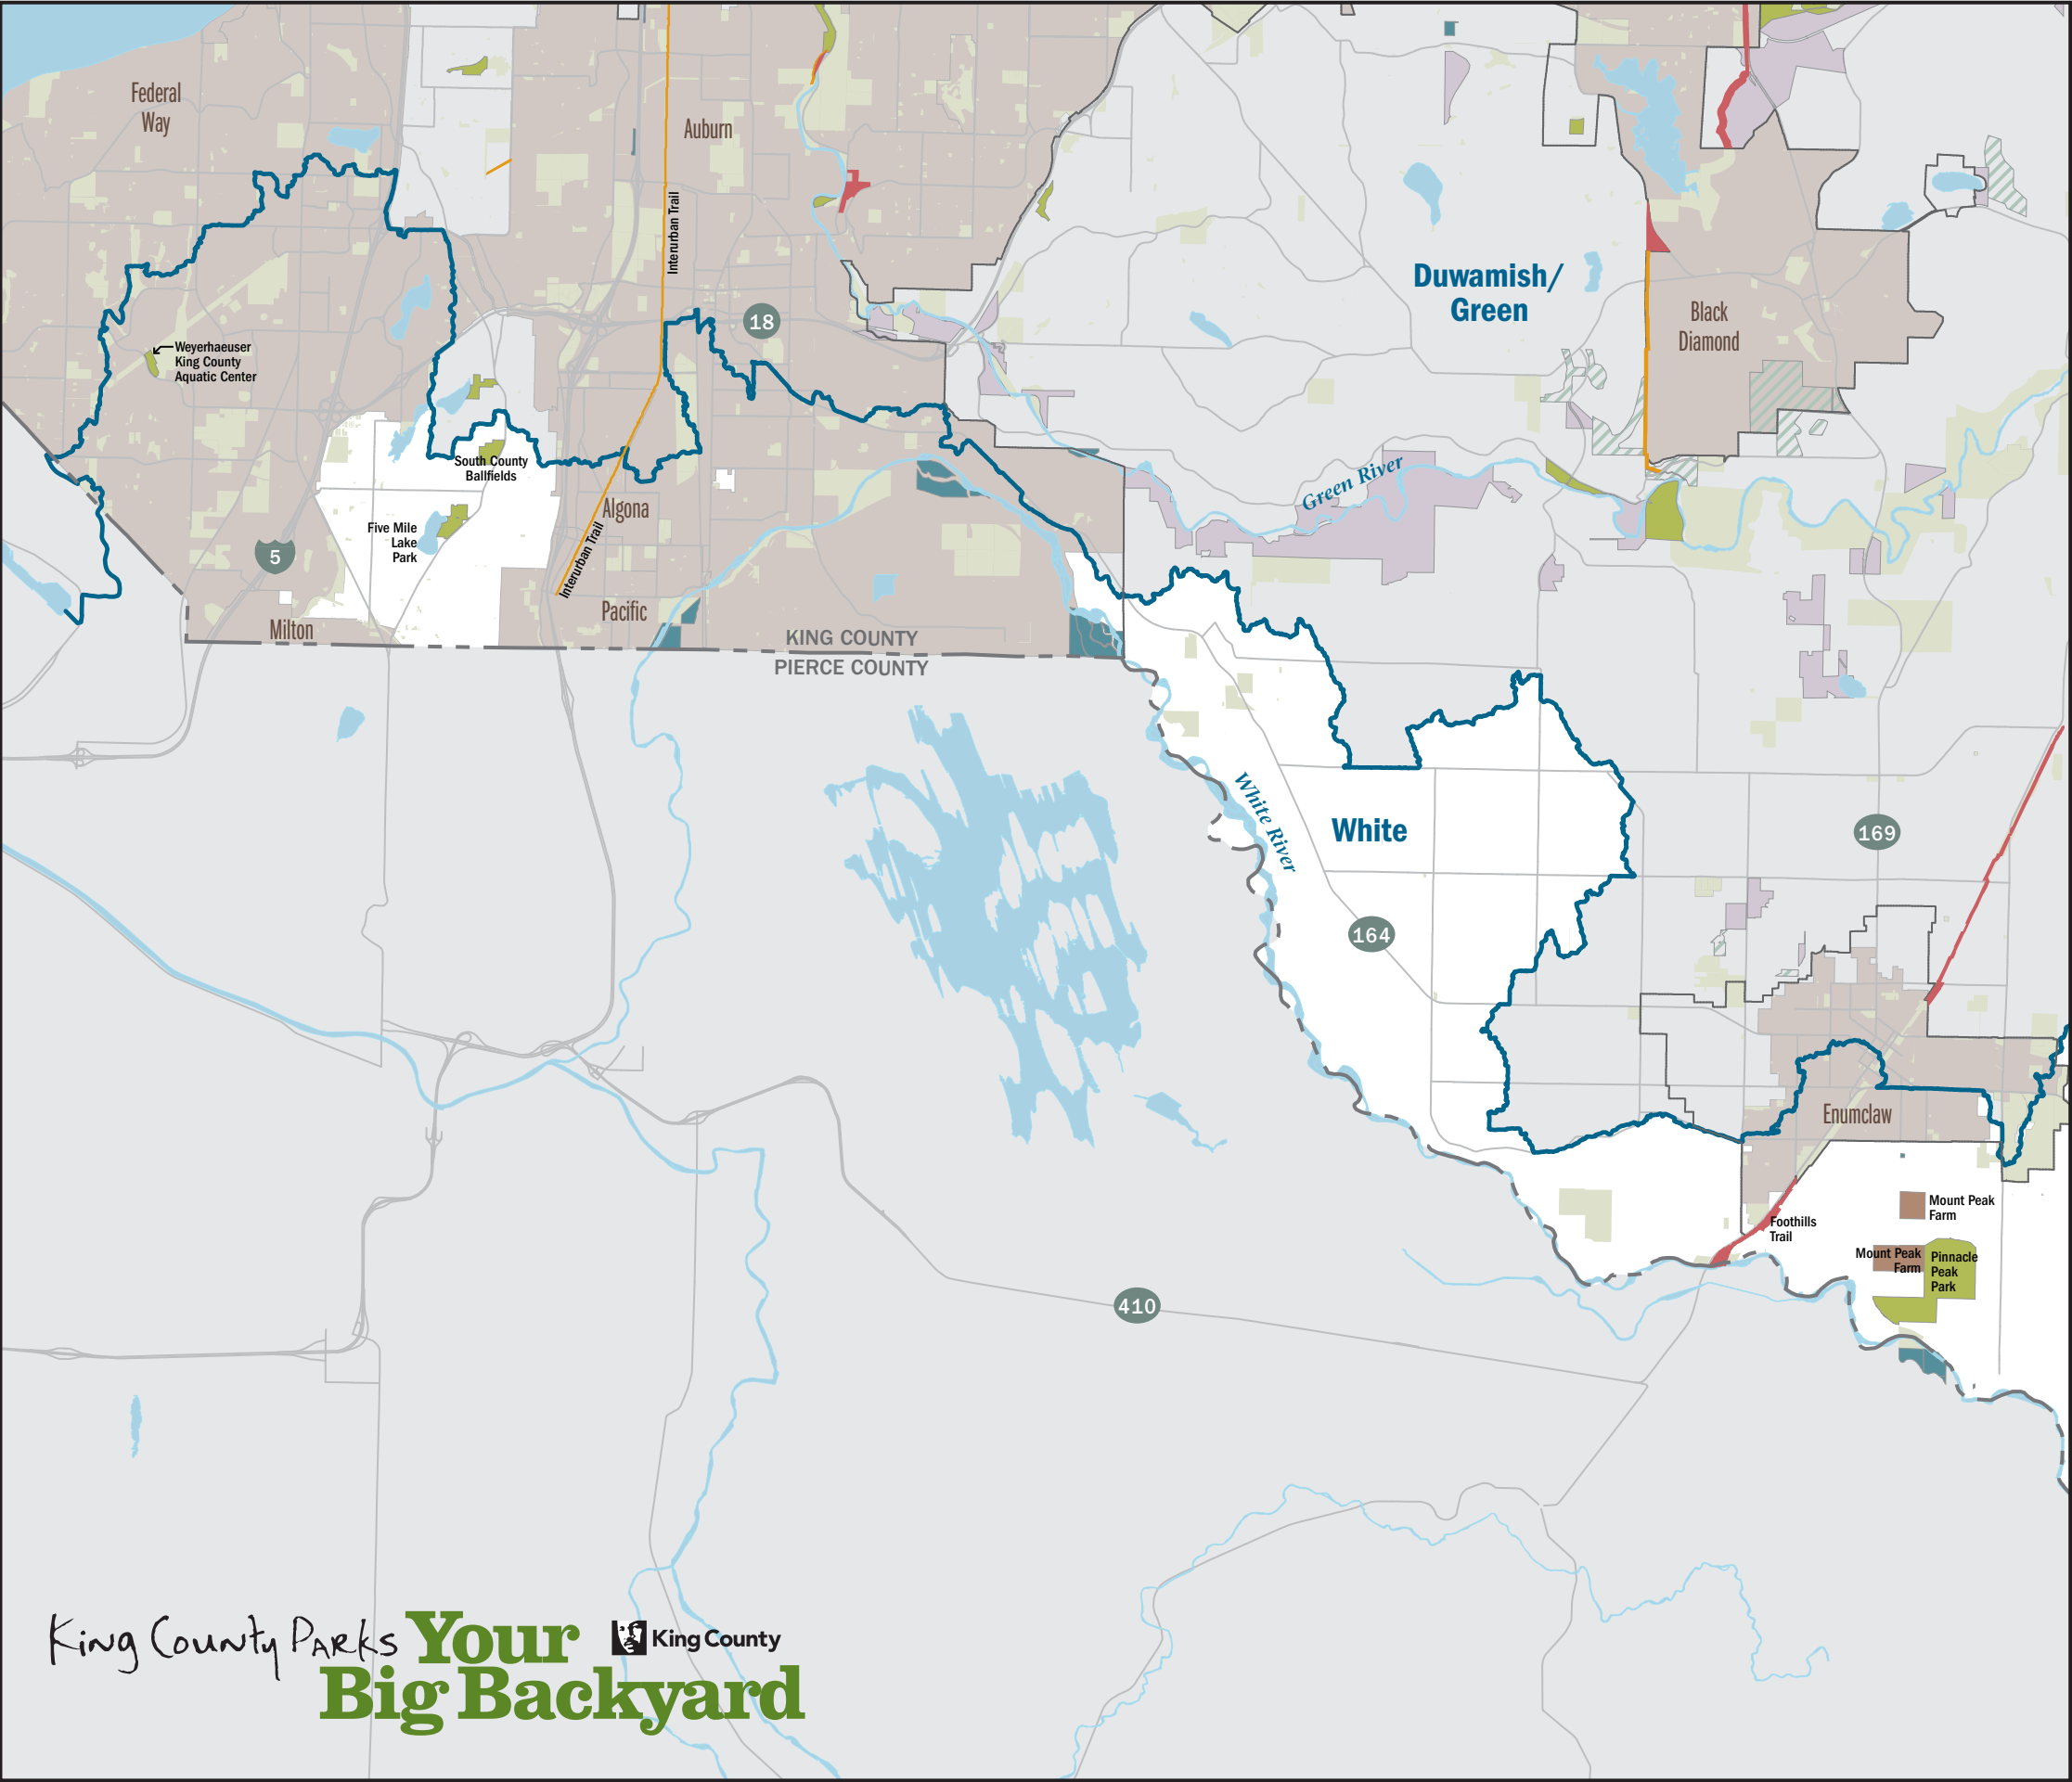 Federal
Way
Auburn
Interurban Trail
18
Duwamish/
Green
Black
Diamond
Weyerhaeuser
King County
Aquatic Center
South County
Ballfields
Green River
Algona
Five Mile
Lake
Park
5
Interurban Trail
Pacific
Milton
KING COUNTY
PIERCE COUNTY
White River
White
169
164
Enumclaw
Mount Peak
Farm
Foothills
Trail
Mount Peak
Farm
Pinnacle
Peak
Park
410
King County Parks Your
Big Backyard
King County